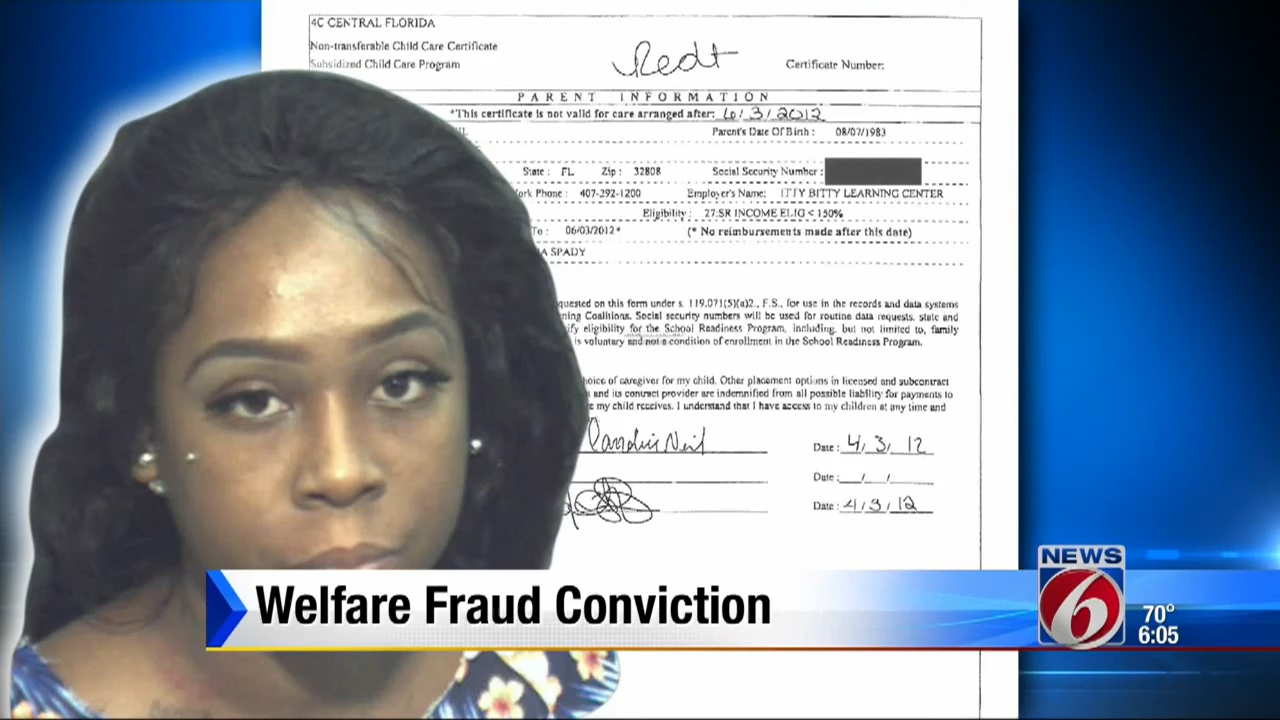 4C CENTRAL FLORIDA
Non-transferable Child Care Certificate
Subsidized Child Care Program
Redt
Certificate Number:
PARENT INFORMATION
*This certificate is not valid for care arranged after: 6/3/2012
Parent's Date Of Birth : 08/07/1983
State : FL Zip : 32808 Social Security Number :
Phone : 407-292-1200 Employer's Name: ITTY BITTY LEARNING CENTER
Eligibility : 27:SR INCOME ELIG < 150%
To : 06/03/2012* (* No reimbursements made after this date)
SPADY
on this form under s. 119.071(5)(a)2., F.S., for use in the records and data systems
Coalitions. Social security numbers will be used for routine data requests, state and
eligibility for the School Readiness Program, including, but not limited to, family
is voluntary and not a condition of enrollment in the School Readiness Program.
of caregiver for my child. Other placement options in licensed and subcontract
and its contract provider are indemnified from all possible liability for payments to
my child receives. I understand that I have access to my children at any time and
Date : 4/3/12
Date : / /
Date : 4/3/12
Welfare Fraud Conviction
NEWS
6
70°
6:05